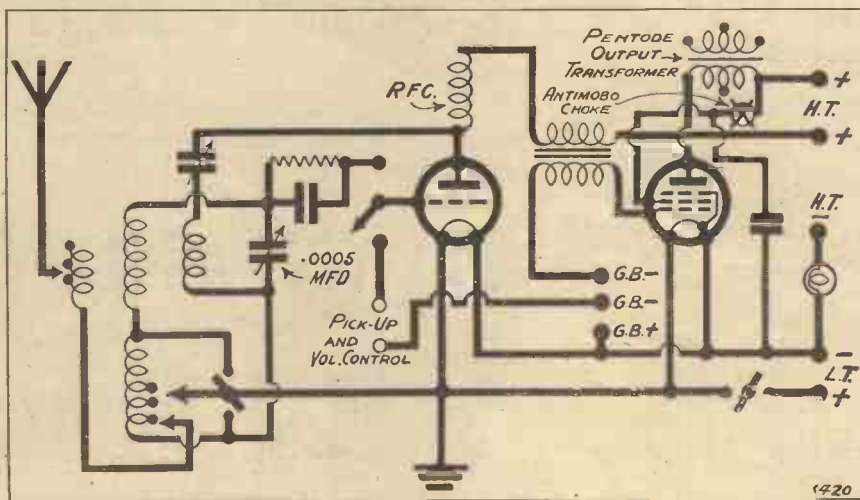 PENTODE
OUTPUT
TRANSFORMER
R.F.C.
ANTIMOBO
CHOKE
+
H.T.
+
H.T.
-
.0005
MFD
G.B.-
G.B.-
G.B.+
PICK-UP
AND
VOL. CONTROL
-
L.T.
+
1420